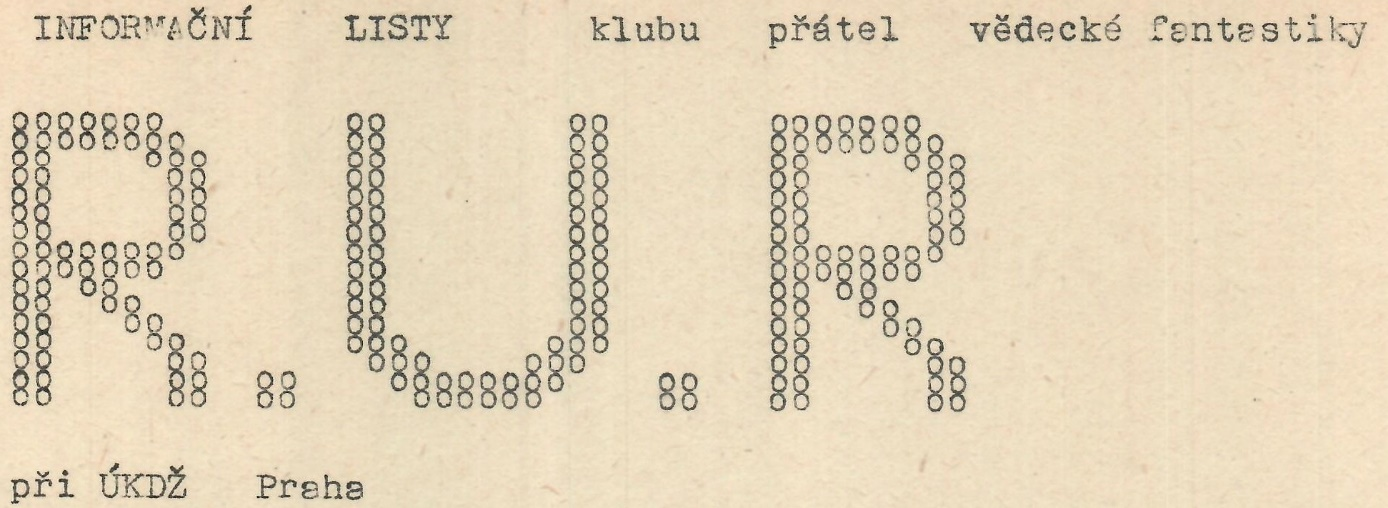 INFORMAČNÍ LISTY klubu přátel vědecké fantastiky
R.U.R
při ÚKDŽ Praha